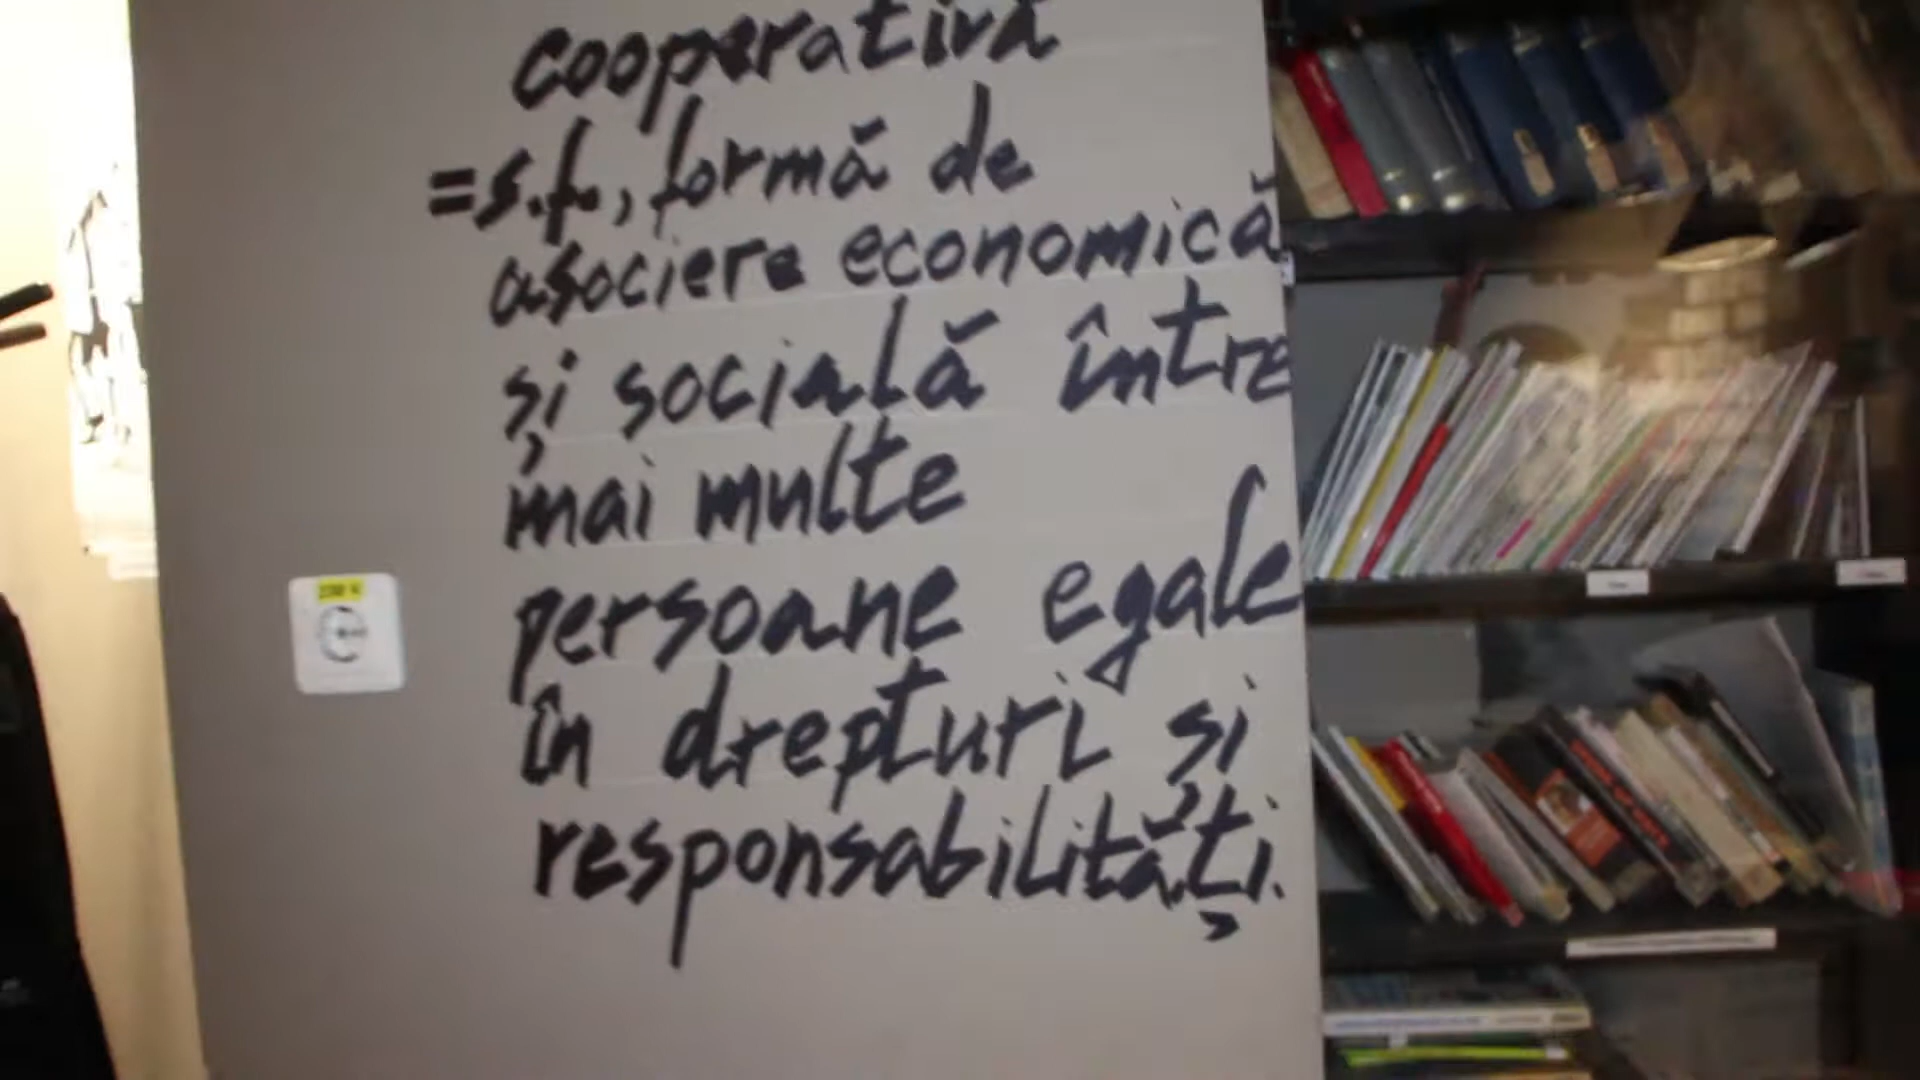 cooperativă
=s.f., formă de
asociere economică
și socială între
mai multe
persoane egale
în drepturi și
responsabilități.